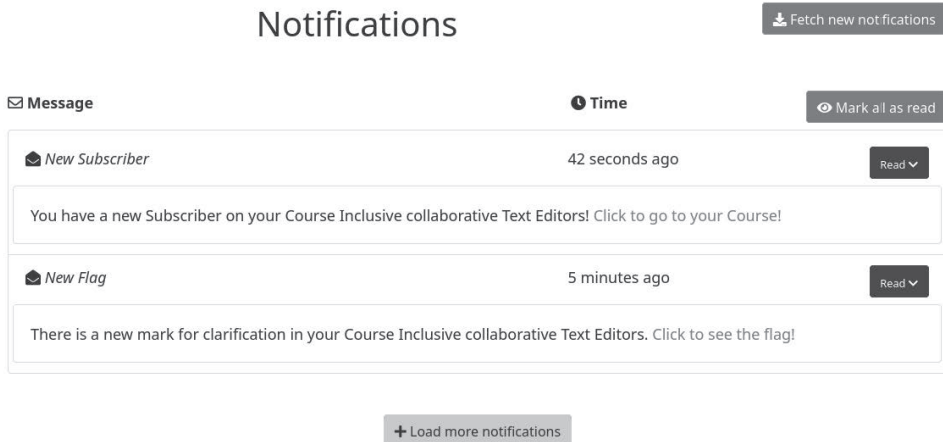 Notifications
Fetch new notifications
Message Time Mark all as read
New Subscriber 42 seconds ago Read
You have a new Subscriber on your Course Inclusive collaborative Text Editors! Click to go to your Course!
New Flag 5 minutes ago Read
There is a new mark for clarification in your Course Inclusive collaborative Text Editors. Click to see the flag!
Load more notifications